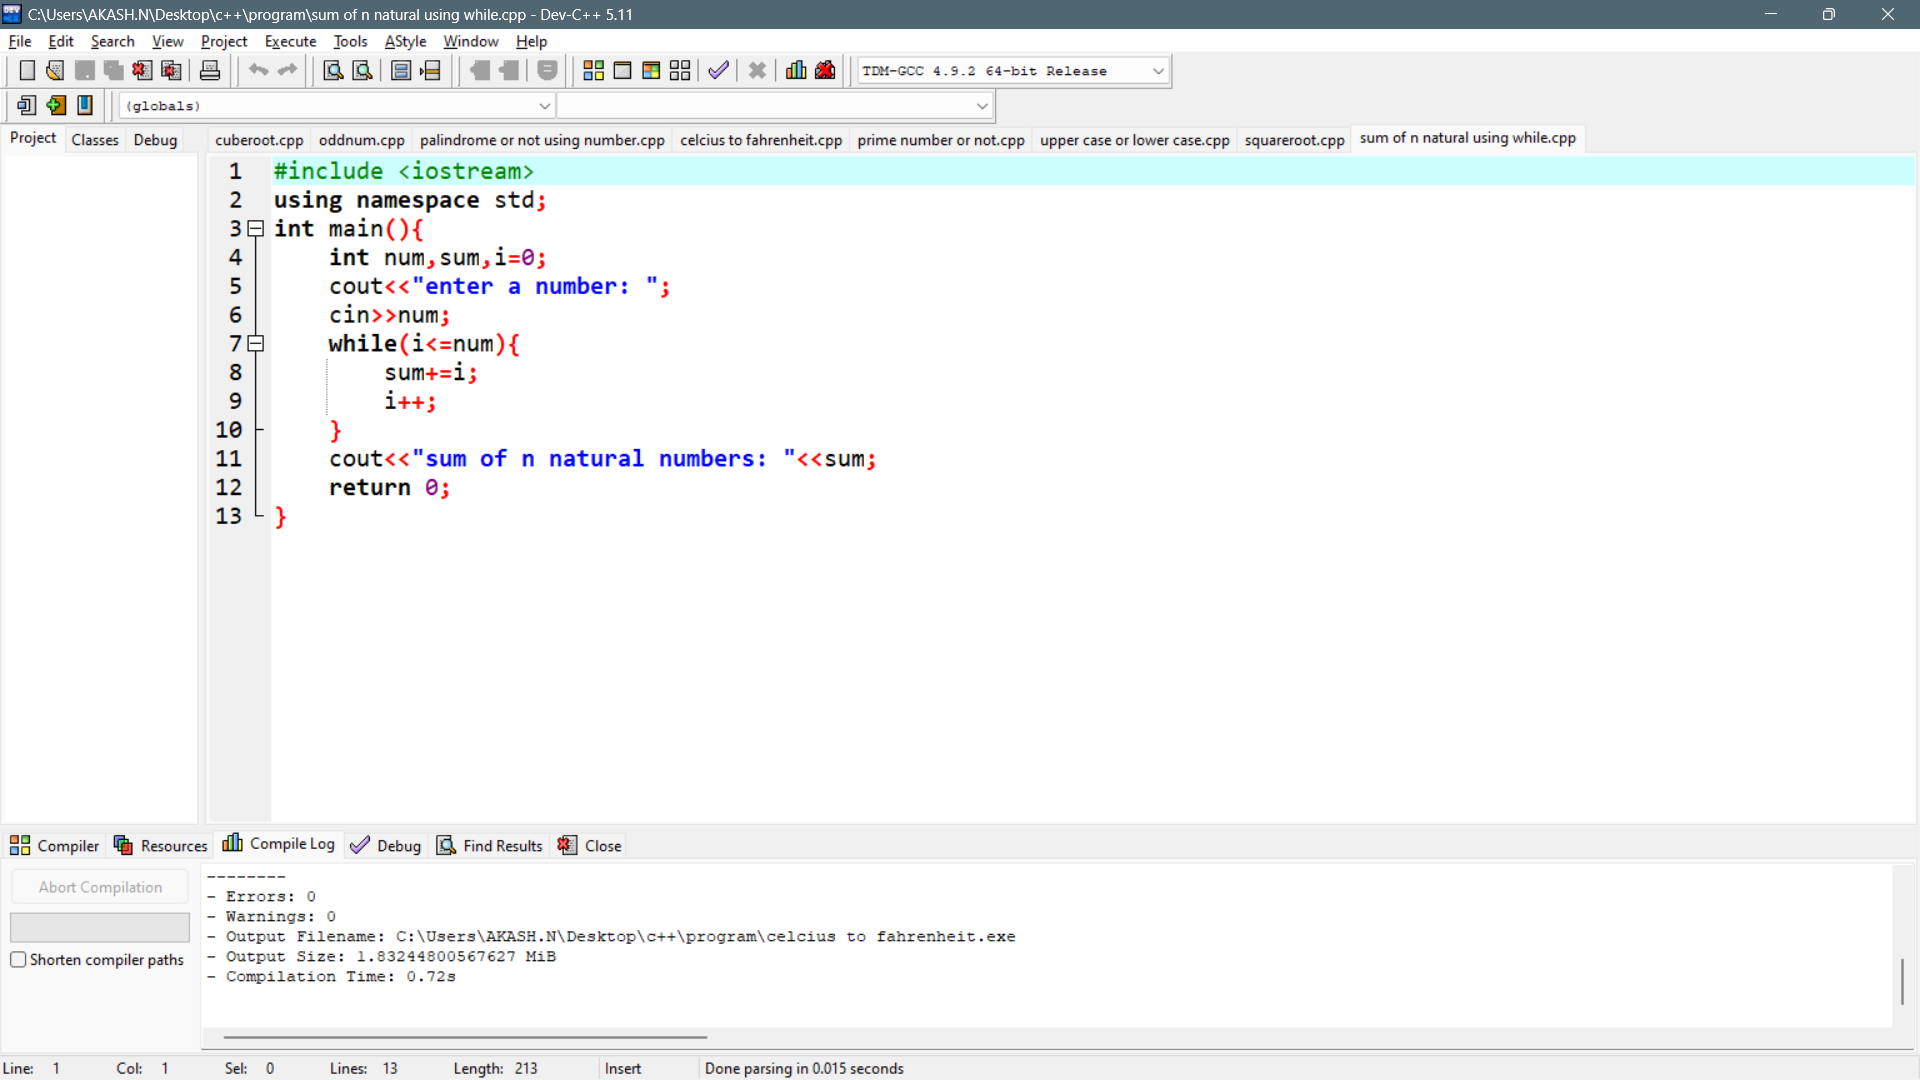 C:\Users\AKASH.N\Desktop\c++\program\sum of n natural using while.cpp - Dev-C++ 5.11
File Edit Search View Project Execute Tools AStyle Window Help
TDM-GCC 4.9.2 64-bit Release
(globals)
Project Classes Debug cuberoot.cpp oddnum.cpp palindrome or not using number.cpp celcius to fahrenheit.cpp prime number or not.cpp upper case or lower case.cpp squareroot.cpp sum of n natural using while.cpp
1 #include <iostream>
2 using namespace std;
3 int main(){
4 int num,sum,i=0;
5 cout<<"enter a number: ";
6 cin>>num;
7 while(i<=num){
8 sum+=i;
9 i++;
10 }
11 cout<<"sum of n natural numbers: "<<sum;
12 return 0;
13 }
Compiler Resources Compile Log Debug Find Results Close
Abort Compilation
Shorten compiler paths
--------
- Errors: 0
- Warnings: 0
- Output Filename: C:\Users\AKASH.N\Desktop\c++\program\celcius to fahrenheit.exe
- Output Size: 1.83244800567627 MiB
- Compilation Time: 0.72s
Line: 1 Col: 1 Sel: 0 Lines: 13 Length: 213 Insert Done parsing in 0.015 seconds